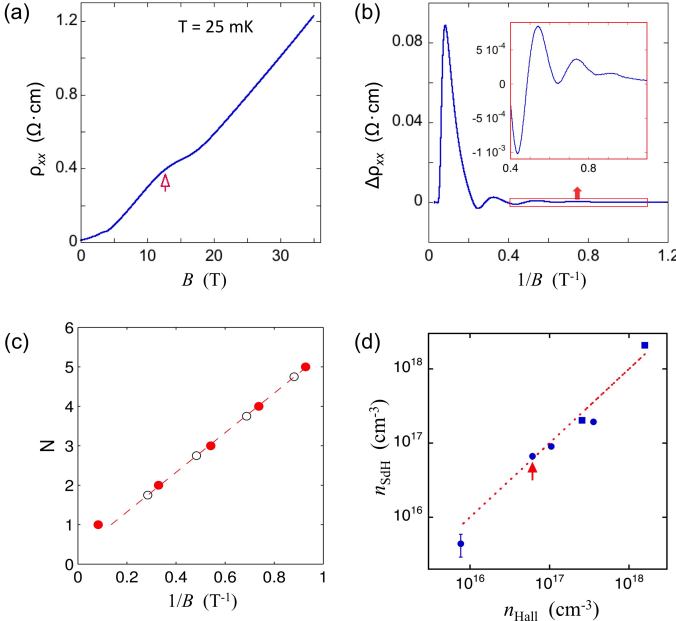 (a)
T = 25 mK
ρxx (Ω·cm)
1.2
0.8
0.4
0
0 10 20 30
B (T)
(b)
Δρxx (Ω·cm)
0.08
0.04
0
5 10⁻⁴
0
-5 10⁻⁴
-1 10⁻³
0.4 0.6 0.8 1
0 0.4 0.8 1.2
1/B (T⁻¹)
(c)
N
6
5
4
3
2
1
0
0 0.2 0.4 0.6 0.8 1
1/B (T⁻¹)
(d)
nSdH (cm⁻³)
10¹⁸
10¹⁷
10¹⁶
10¹⁶ 10¹⁷ 10¹⁸
nHall (cm⁻³)